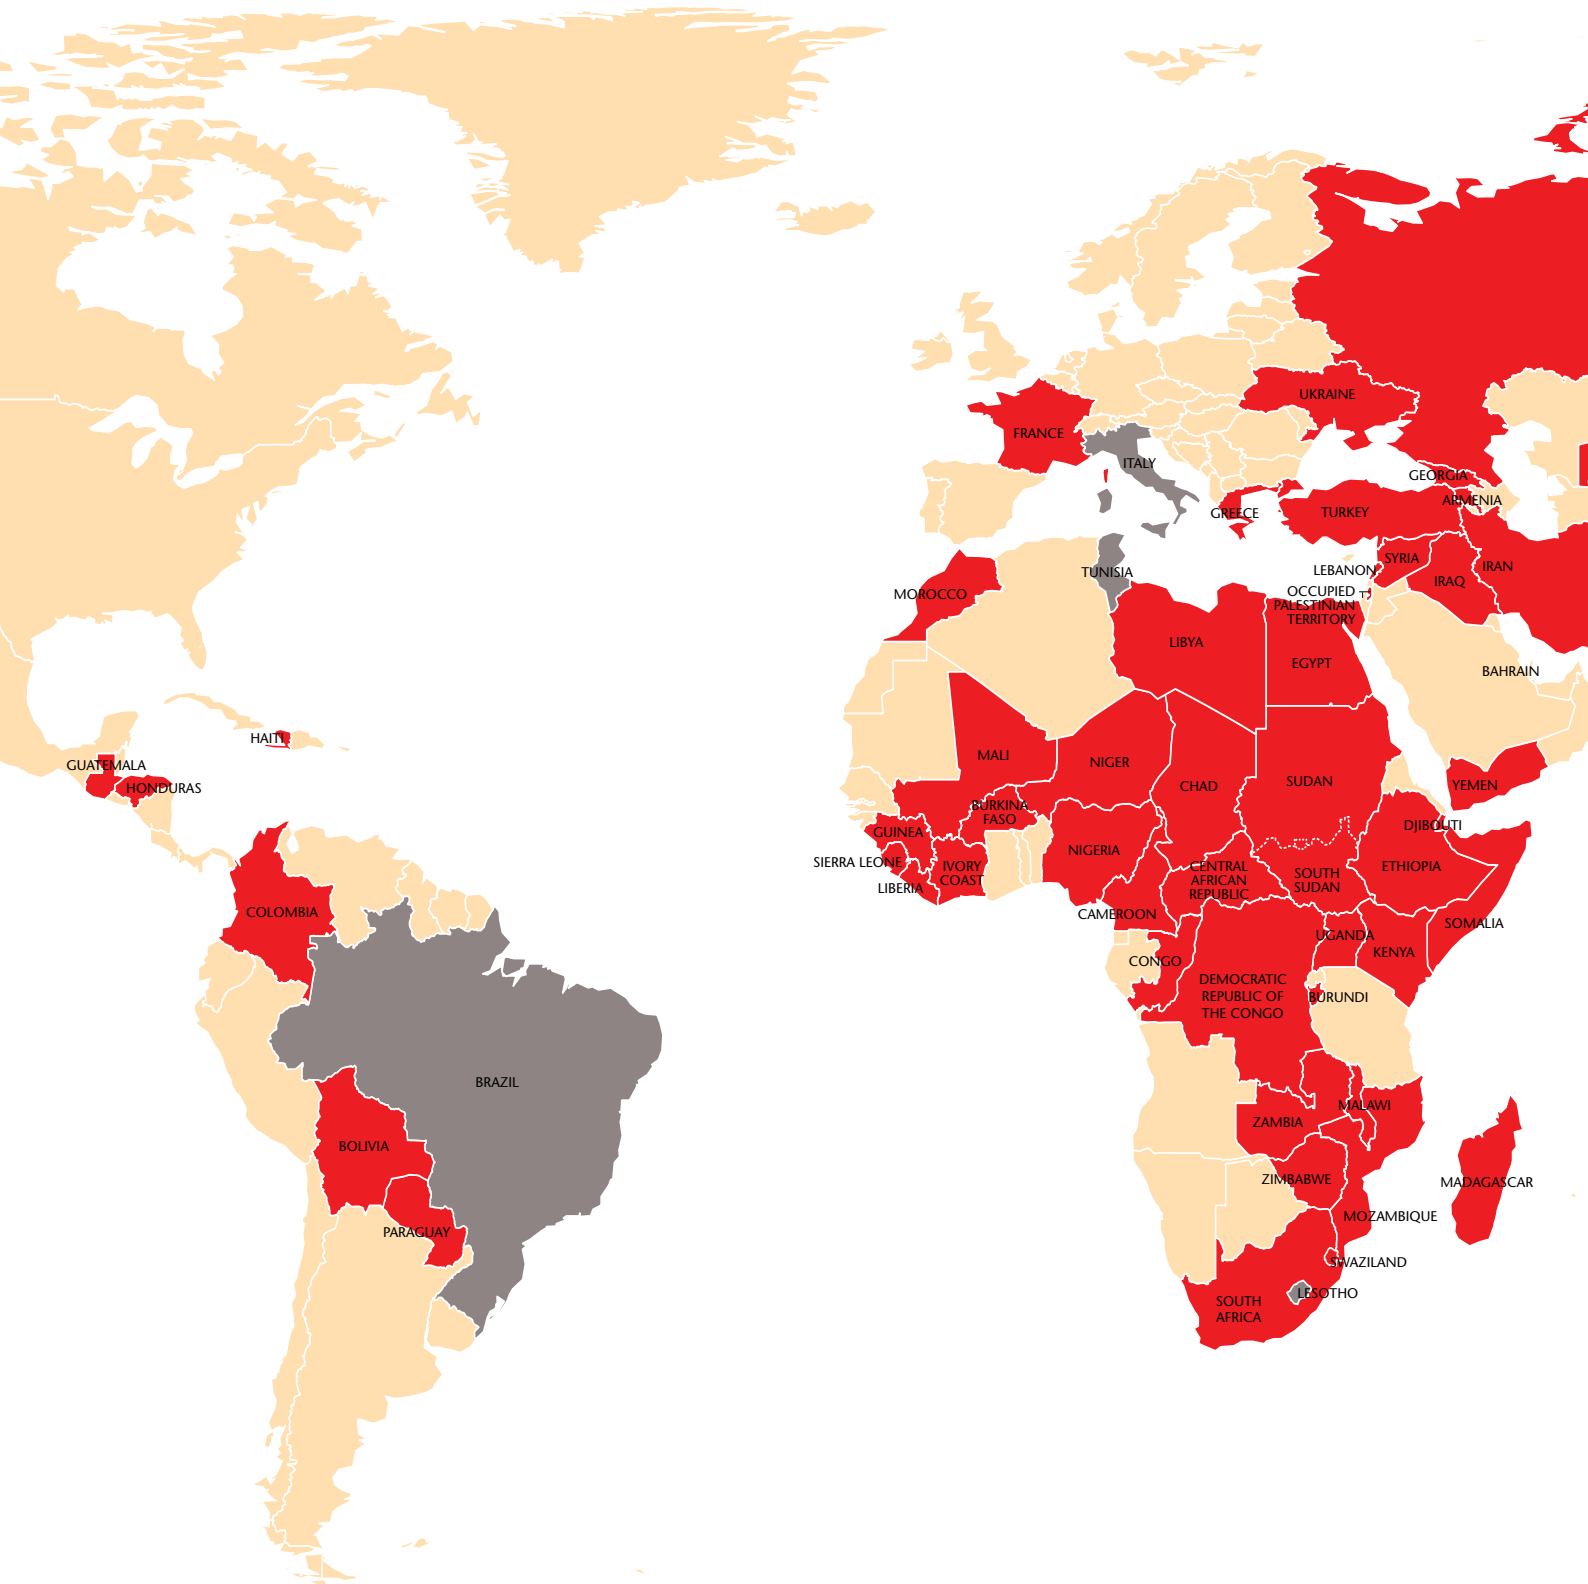 UKRAINE
FRANCE
ITALY
GEORGIA
ARMENIA
GREECE
TURKEY
SYRIA
LEBANON
IRAN
IRAQ
TUNISIA
MOROCCO
OCCUPIED
PALESTINIAN
TERRITORY
LIBYA
EGYPT
BAHRAIN
HAITI
GUATEMALA
HONDURAS
MALI
NIGER
CHAD
SUDAN
YEMEN
BURKINA
FASO
GUINEA
DJIBOUTI
NIGERIA
SIERRA LEONE
IVORY
COAST
LIBERIA
CENTRAL
AFRICAN
REPUBLIC
SOUTH
SUDAN
ETHIOPIA
COLOMBIA
CAMEROON
SOMALIA
UGANDA
KENYA
CONGO
DEMOCRATIC
REPUBLIC OF
THE CONGO
BURUNDI
BRAZIL
MALAWI
ZAMBIA
BOLIVIA
ZIMBABWE
MADAGASCAR
MOZAMBIQUE
PARAGUAY
SWAZILAND
LESOTHO
SOUTH
AFRICA